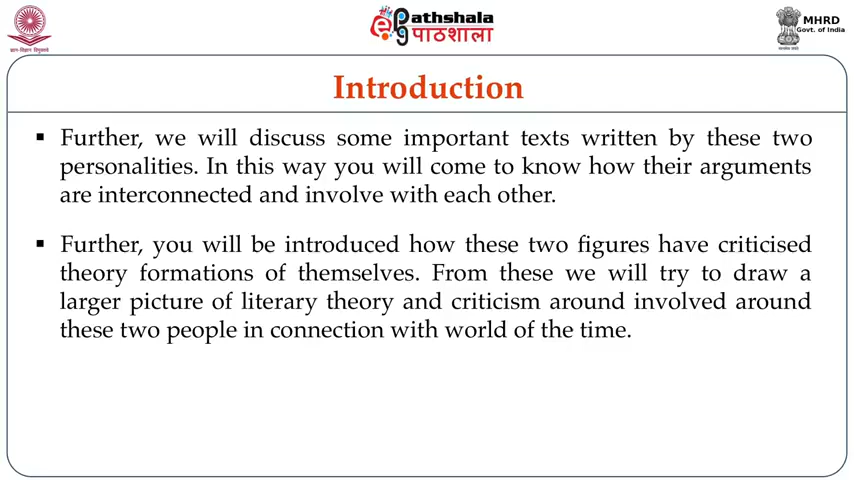 ePathshala
पाठशाला
MHRD
Govt. of India
Introduction
▪ Further, we will discuss some important texts written by these two
personalities. In this way you will come to know how their arguments
are interconnected and involve with each other.
▪ Further, you will be introduced how these two figures have criticised
theory formations of themselves. From these we will try to draw a
larger picture of literary theory and criticism around involved around
these two people in connection with world of the time.